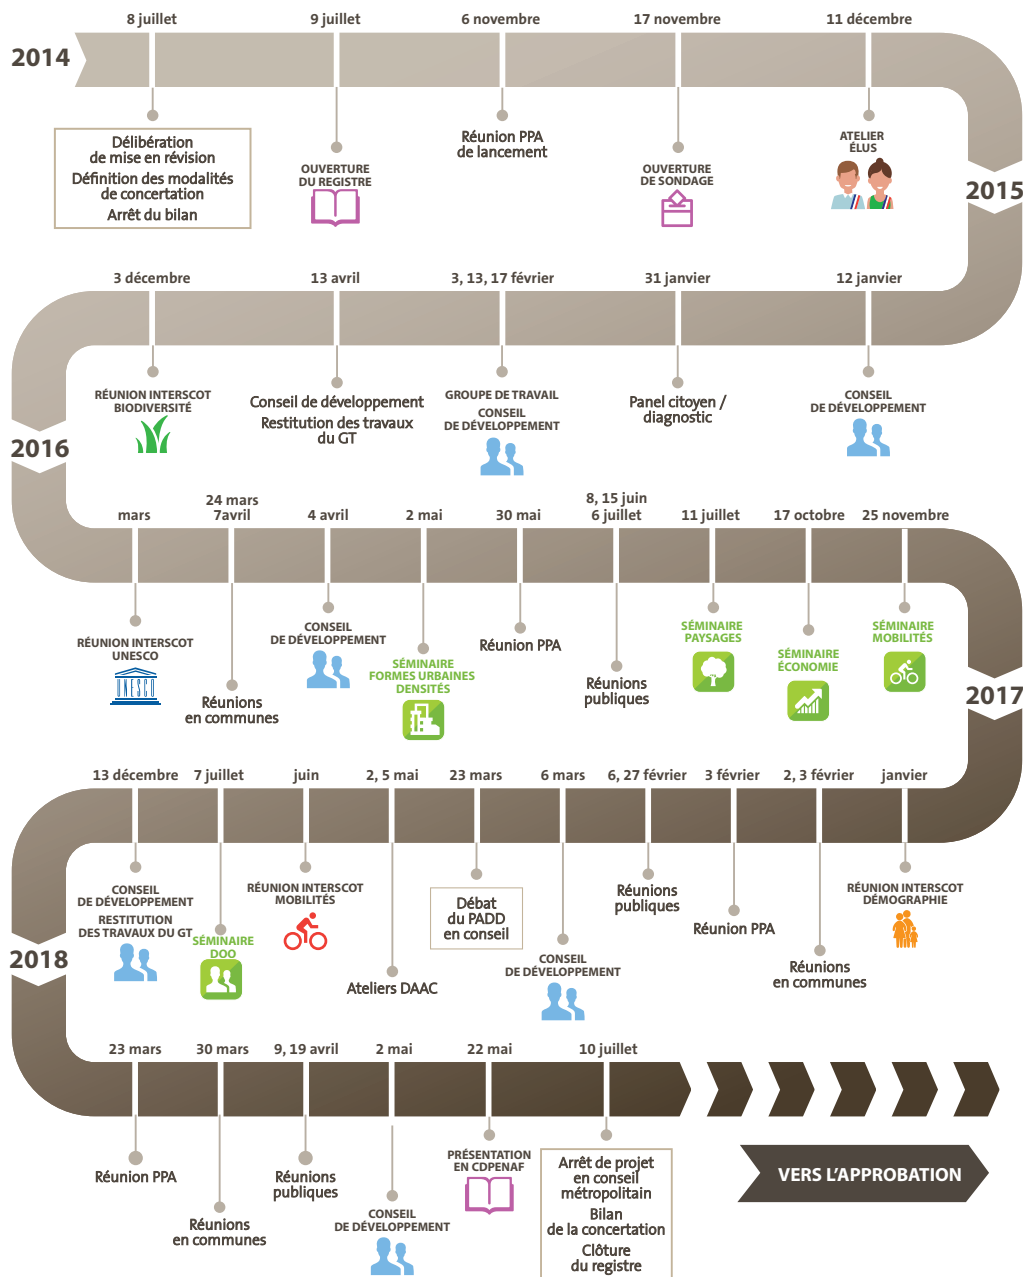 8 juillet
9 juillet
6 novembre
17 novembre
11 décembre
2014
Délibération
de mise en révision
Définition des modalités
de concertation
Arrêt du bilan
OUVERTURE
DU REGISTRE
Réunion PPA
de lancement
OUVERTURE
DE SONDAGE
ATELIER
ÉLUS
2015
3 décembre
13 avril
3, 13, 17 février
31 janvier
12 janvier
RÉUNION INTERSCOT
BIODIVERSITÉ
Conseil de développement
Restitution des travaux
du GT
GROUPE DE TRAVAIL
CONSEIL
DE DÉVELOPPEMENT
Panel citoyen /
diagnostic
CONSEIL
DE DÉVELOPPEMENT
2016
mars
24 mars
7avril
4 avril
2 mai
30 mai
8, 15 juin
6 juillet
11 juillet
17 octobre
25 novembre
RÉUNION INTERSCOT
UNESCO
UNESCO
Réunions
en communes
CONSEIL
DE DÉVELOPPEMENT
SÉMINAIRE
FORMES URBAINES
DENSITÉS
Réunion PPA
Réunions
publiques
SÉMINAIRE
PAYSAGES
SÉMINAIRE
ÉCONOMIE
SÉMINAIRE
MOBILITÉS
2017
13 décembre
7 juillet
juin
2, 5 mai
23 mars
6 mars
6, 27 février
3 février
2, 3 février
janvier
CONSEIL
DE DÉVELOPPEMENT
RESTITUTION
DES TRAVAUX DU GT
SÉMINAIRE
DOO
RÉUNION INTERSCOT
MOBILITÉS
Ateliers DAAC
Débat
du PADD
en conseil
CONSEIL
DE DÉVELOPPEMENT
Réunions
publiques
Réunion PPA
Réunions
en communes
RÉUNION INTERSCOT
DÉMOGRAPHIE
2018
23 mars
30 mars
9, 19 avril
2 mai
22 mai
10 juillet
Réunion PPA
Réunions
en communes
Réunions
publiques
CONSEIL
DE DÉVELOPPEMENT
PRÉSENTATION
EN CDPENAF
Arrêt de projet
en conseil
métropolitain
Bilan
de la concertation
Clôture
du registre
VERS L'APPROBATION